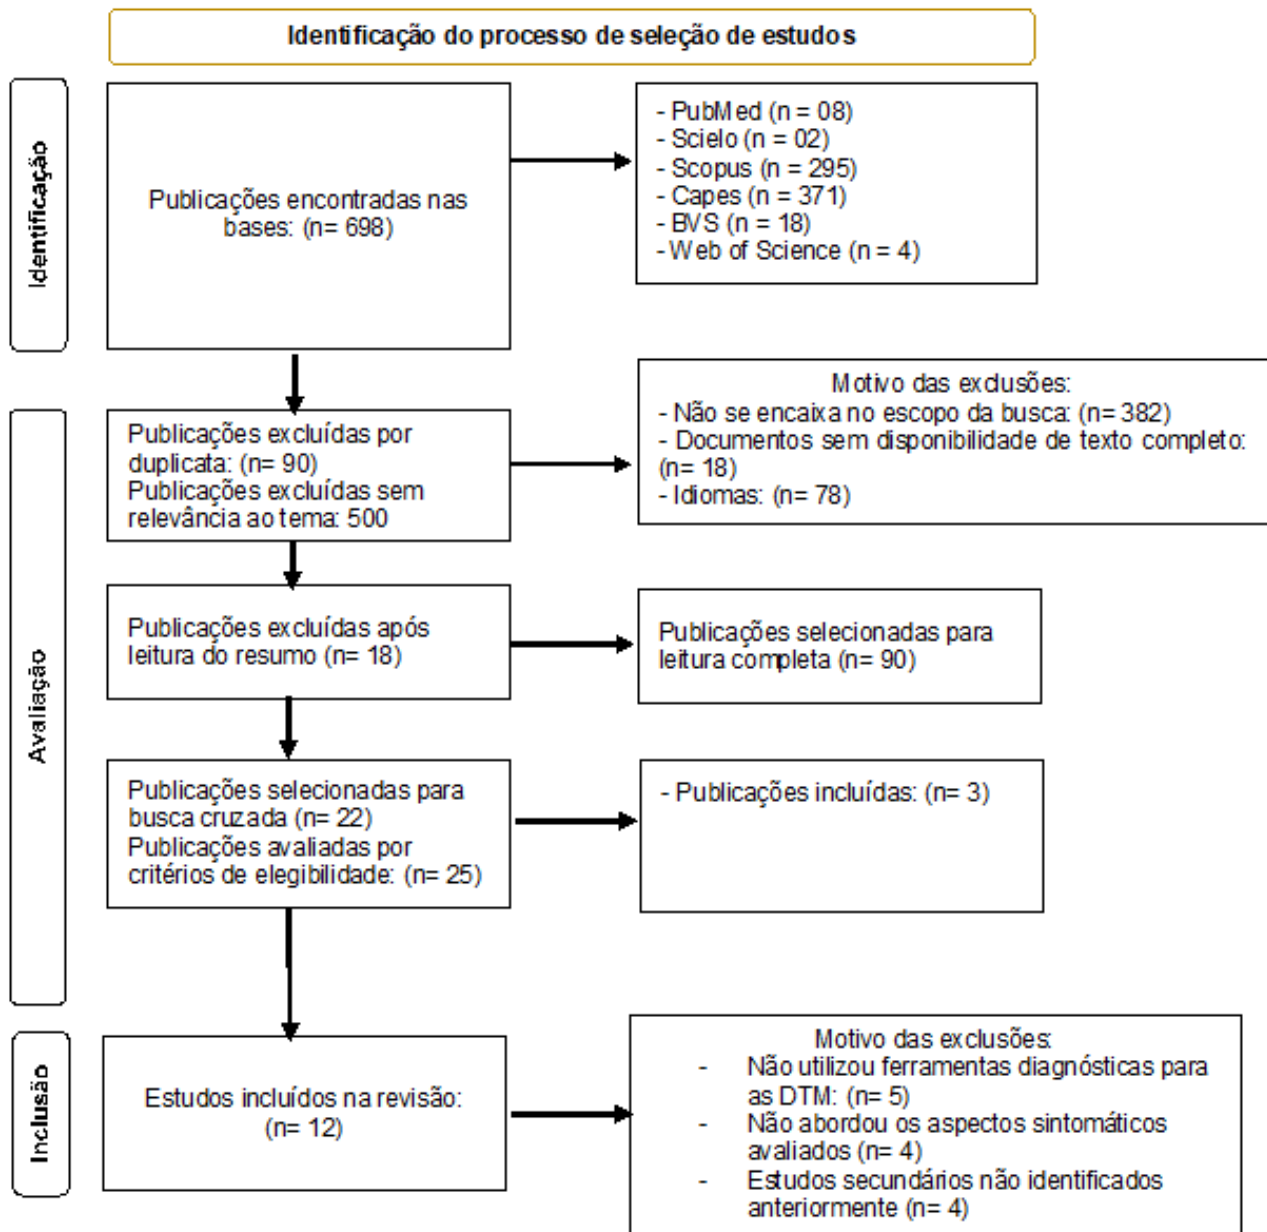 Identificação do processo de seleção de estudos
Identificação
Publicações encontradas nas
bases: (n= 698)
- PubMed (n = 08)
- Scielo (n = 02)
- Scopus (n = 295)
- Capes (n = 371)
- BVS (n = 18)
- Web of Science (n = 4)
Avaliação
Publicações excluídas por
duplicata: (n= 90)
Publicações excluídas sem
relevância ao tema: 500
Motivo das exclusões:
- Não se encaixa no escopo da busca: (n= 382)
- Documentos sem disponibilidade de texto completo:
(n= 18)
- Idiomas: (n= 78)
Publicações excluídas após
leitura do resumo (n= 18)
Publicações selecionadas para
leitura completa (n= 90)
Publicações selecionadas para
busca cruzada (n= 22)
Publicações avaliadas por
critérios de elegibilidade: (n= 25)
- Publicações incluídas: (n= 3)
Inclusão
Estudos incluídos na revisão:
(n= 12)
Motivo das exclusões:
- Não utilizou ferramentas diagnósticas para
as DTM: (n= 5)
- Não abordou os aspectos sintomáticos
avaliados (n= 4)
- Estudos secundários não identificados
anteriormente (n= 4)